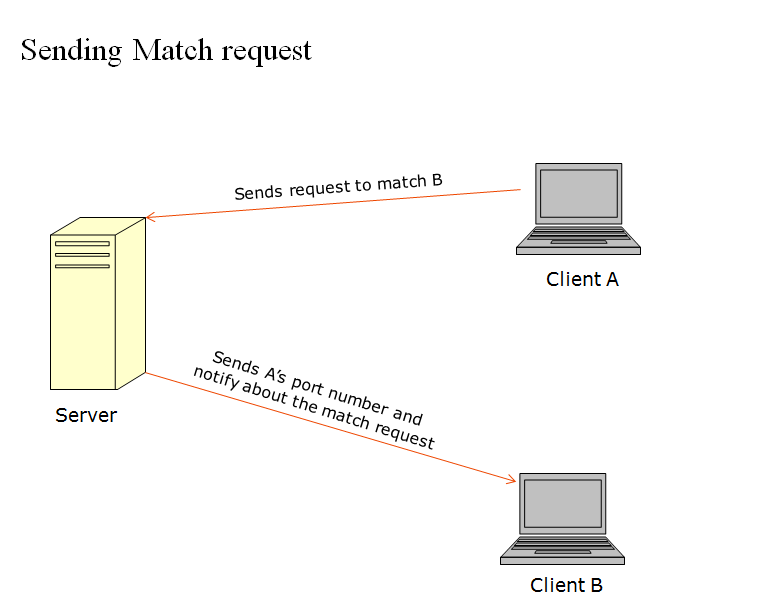 Sending Match request
Sends request to match B
Client A
Sends A's port number and
notify about the match request
Server
Client B